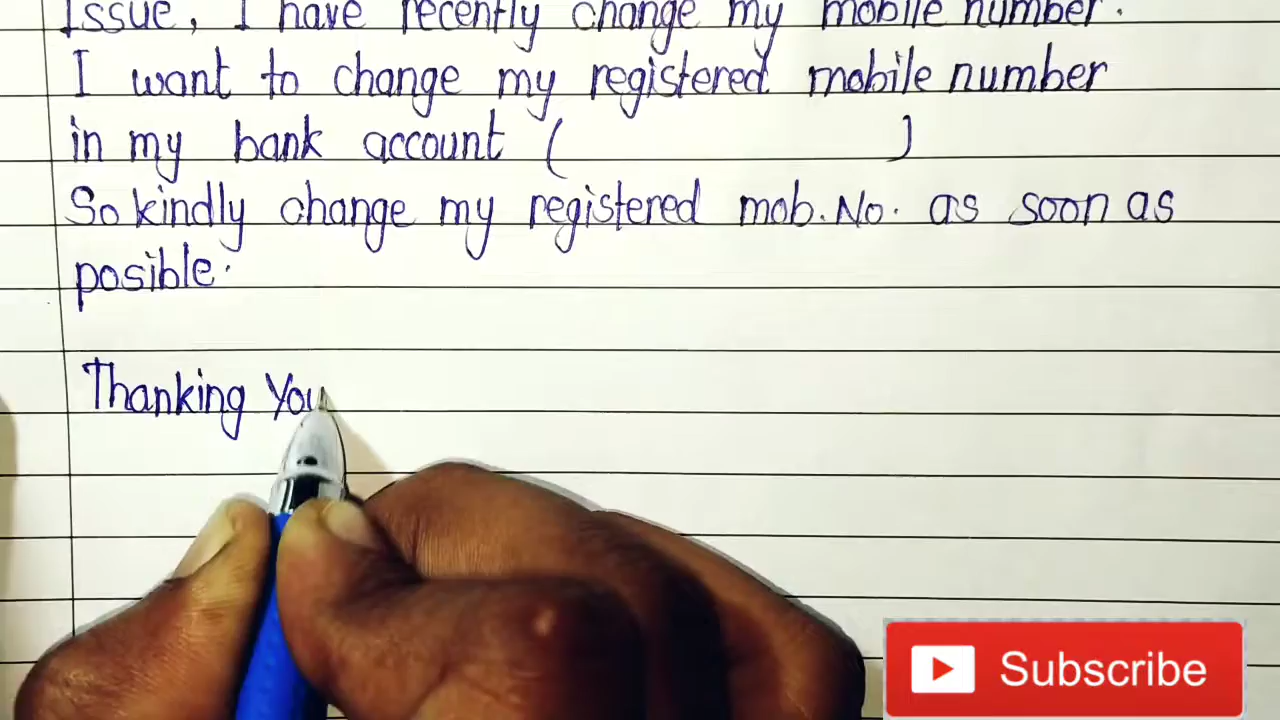 Issue, I have recently change my mobile number.
I want to change my registered mobile number
in my bank account (                    )
So kindly change my registered mob. No. as soon as
posible.
Thanking You
Subscribe